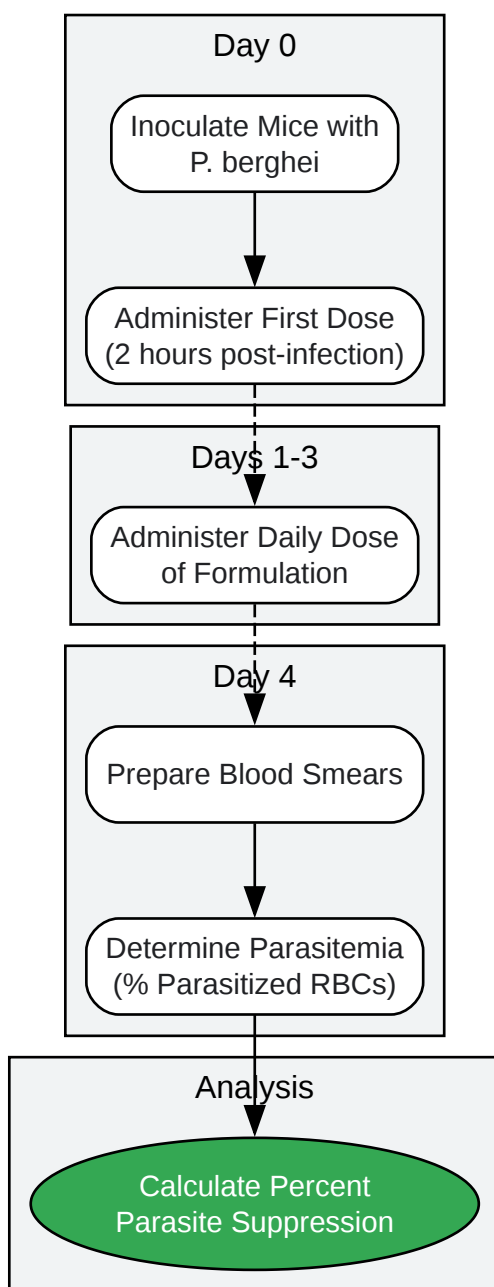 Day 0
Inoculate Mice with
P. berghei
Administer First Dose
(2 hours post-infection)
Days 1-3
Administer Daily Dose
of Formulation
Day 4
Prepare Blood Smears
Determine Parasitemia
(% Parasitized RBCs)
Analysis
Calculate Percent
Parasite Suppression